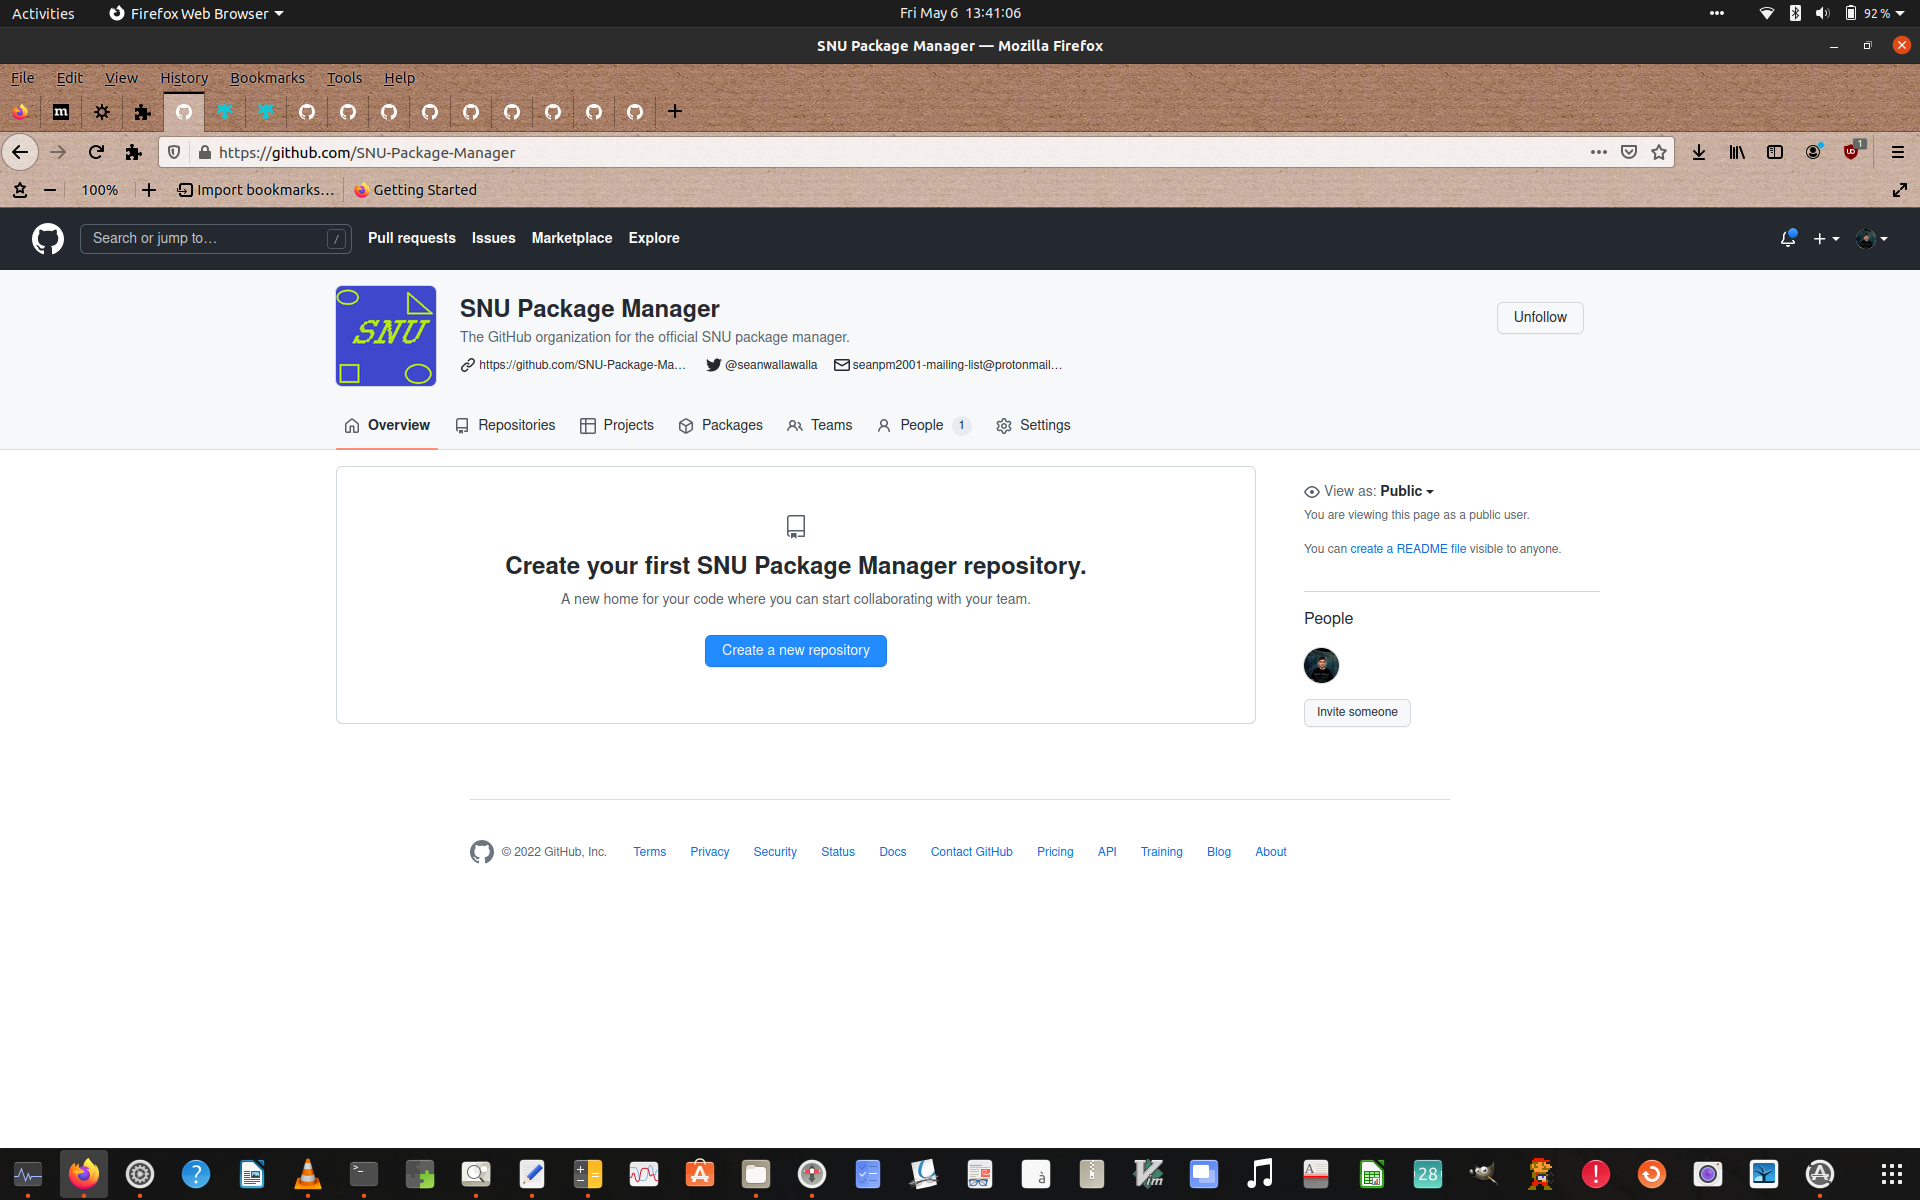 Activities Firefox Web Browser Fri May 6 13:41:06 92 %
SNU Package Manager — Mozilla Firefox
File Edit View History Bookmarks Tools Help
m
https://github.com/SNU-Package-Manager 1
100% Import bookmarks... Getting Started
Search or jump to... / Pull requests Issues Marketplace Explore
SNU
SNU Package Manager
Unfollow
The GitHub organization for the official SNU package manager.
https://github.com/SNU-Package-Ma... @seanwallawalla seanpm2001-mailing-list@protonmail...
Overview Repositories Projects Packages Teams People 1 Settings
Create your first SNU Package Manager repository.
A new home for your code where you can start collaborating with your team.
Create a new repository
View as: Public
You are viewing this page as a public user.
You can create a README file visible to anyone.
People
Invite someone
© 2022 GitHub, Inc. Terms Privacy Security Status Docs Contact GitHub Pricing API Training Blog About
? >_ à Vim A 28 !